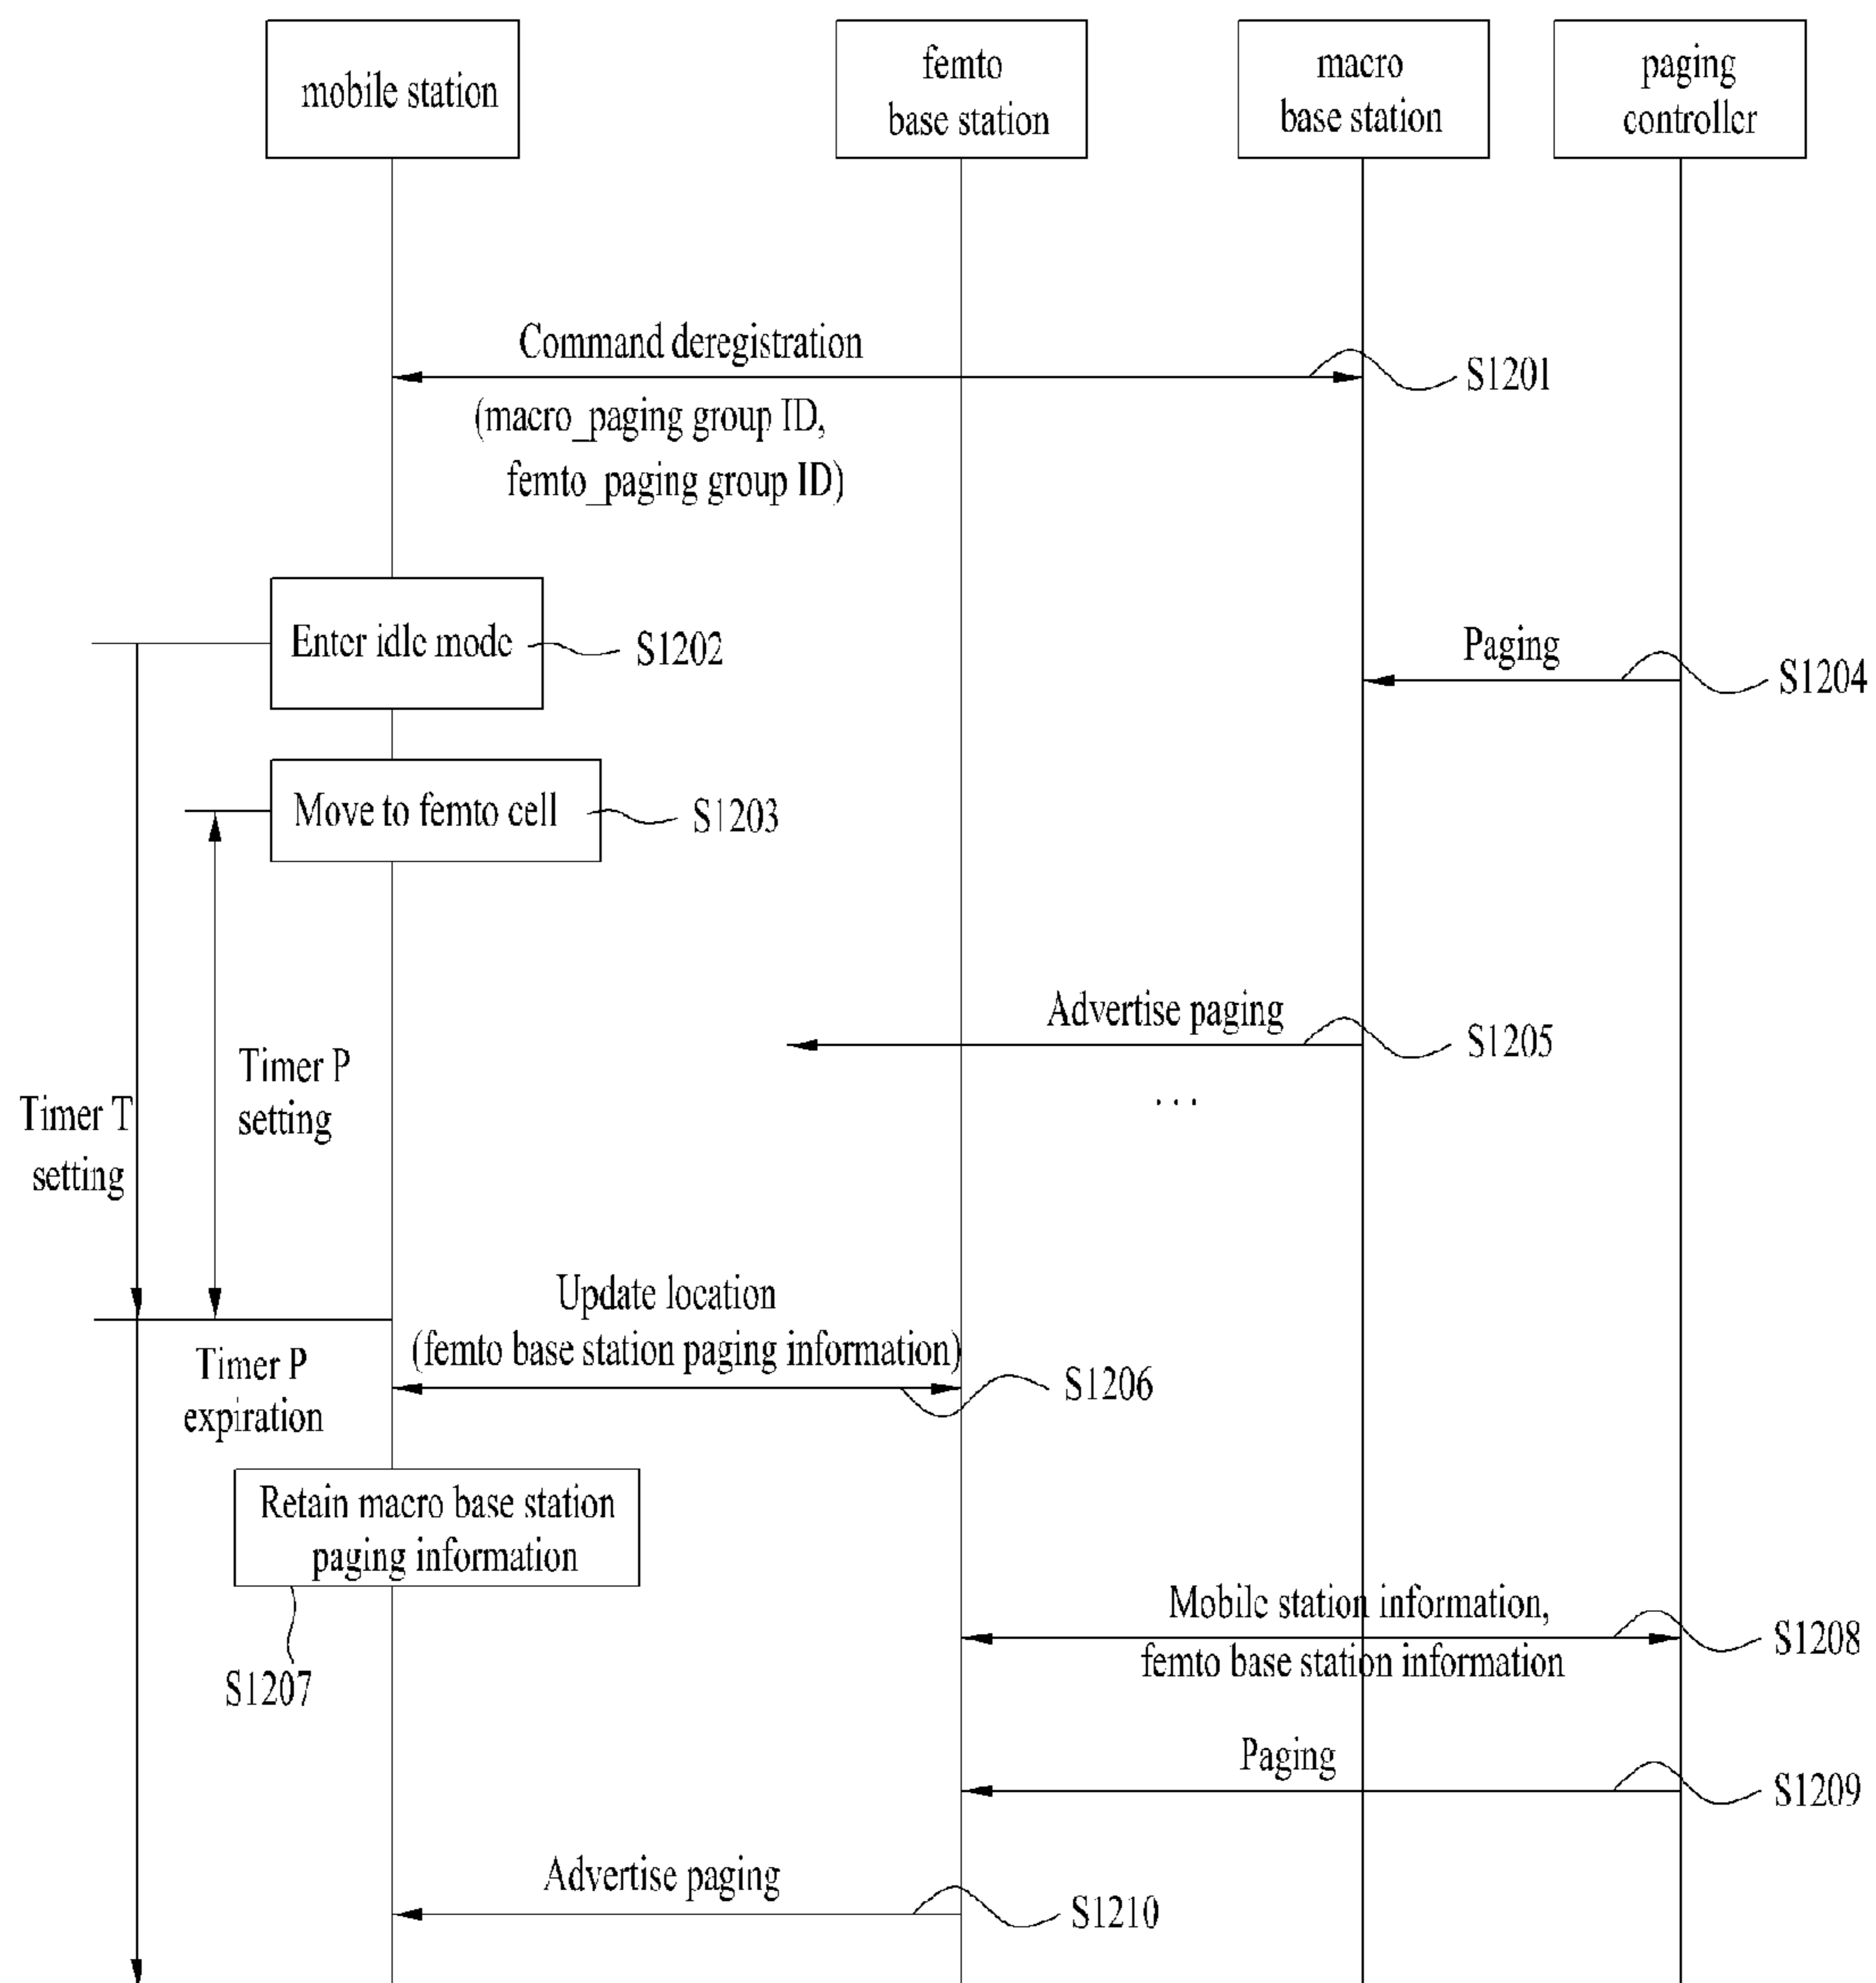 mobile station
femto
base station
macro
base station
paging
controller
Command deregistration
S1201
(macro_paging group ID,
femto_paging group ID)
Enter idle mode
S1202
Paging
S1204
Move to femto cell
S1203
Advertise paging
S1205
...
Timer P
setting
Timer T
setting
Update location
(femto base station paging information)
S1206
Timer P
expiration
Retain macro base station
paging information
S1207
Mobile station information,
femto base station information
S1208
Paging
S1209
Advertise paging
S1210